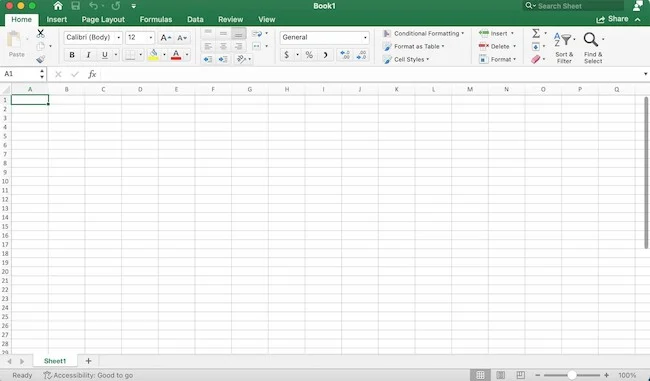 Book1
Search Sheet
Home Insert Page Layout Formulas Data Review View Share
Paste
Calibri (Body) 12 A A
B I U A
General
$ % )
Conditional Formatting
Format as Table
Cell Styles
Insert
Delete
Format
Sort & Filter
Find & Select
A1 fx
A B C D E F G H I J K L M N O P Q
1
2
3
4
5
6
7
8
9
10
11
12
13
14
15
16
17
18
19
20
21
22
23
24
25
26
27
28
29
Sheet1 +
Ready Accessibility: Good to go 100%